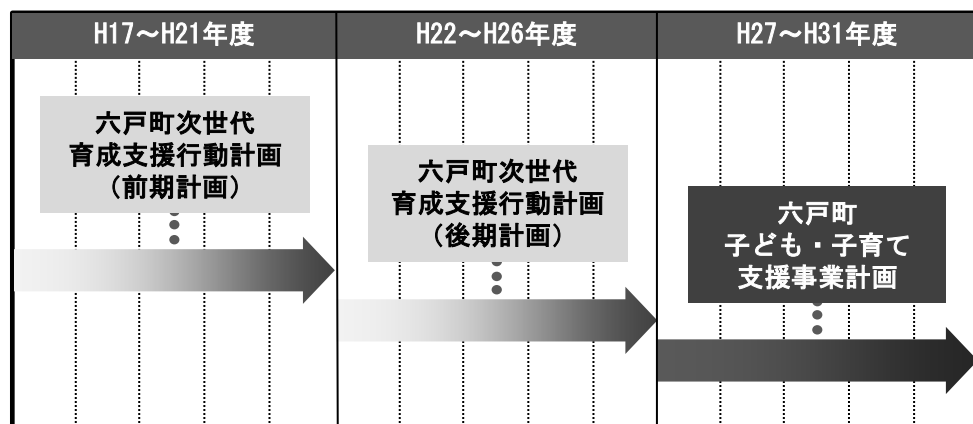 H17～H21年度
H22～H26年度
H27～H31年度
六戸町次世代
育成支援行動計画
（前期計画）
六戸町次世代
育成支援行動計画
（後期計画）
六戸町
子ども・子育て
支援事業計画